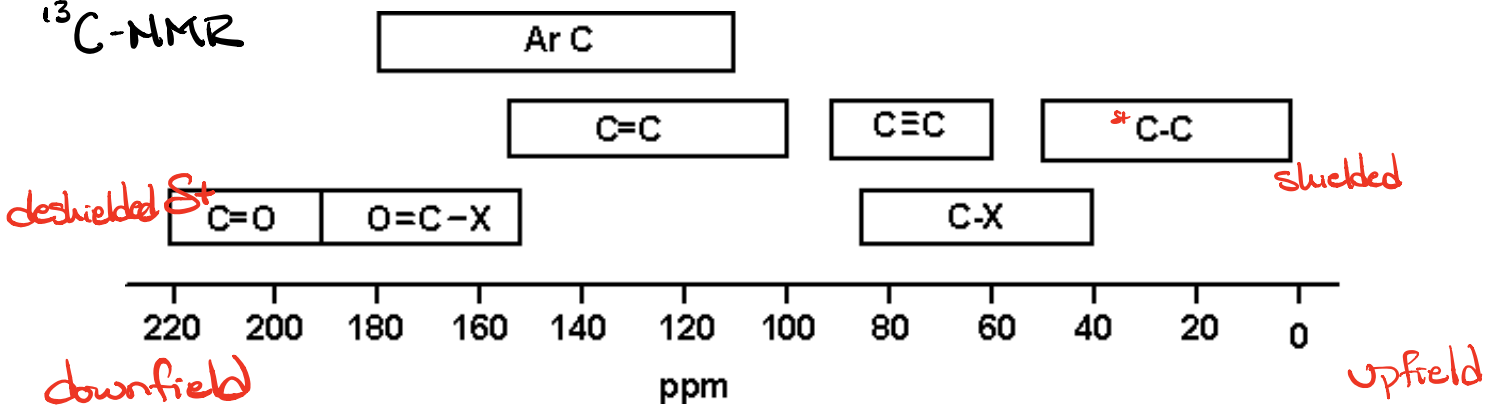 ¹³C-NMR
Ar C
C=C
C≡C
δ+ C-C
shielded
deshielded δ+
C=O
O=C-X
C-X
220 200 180 160 140 120 100 80 60 40 20 0
downfield
ppm
upfield